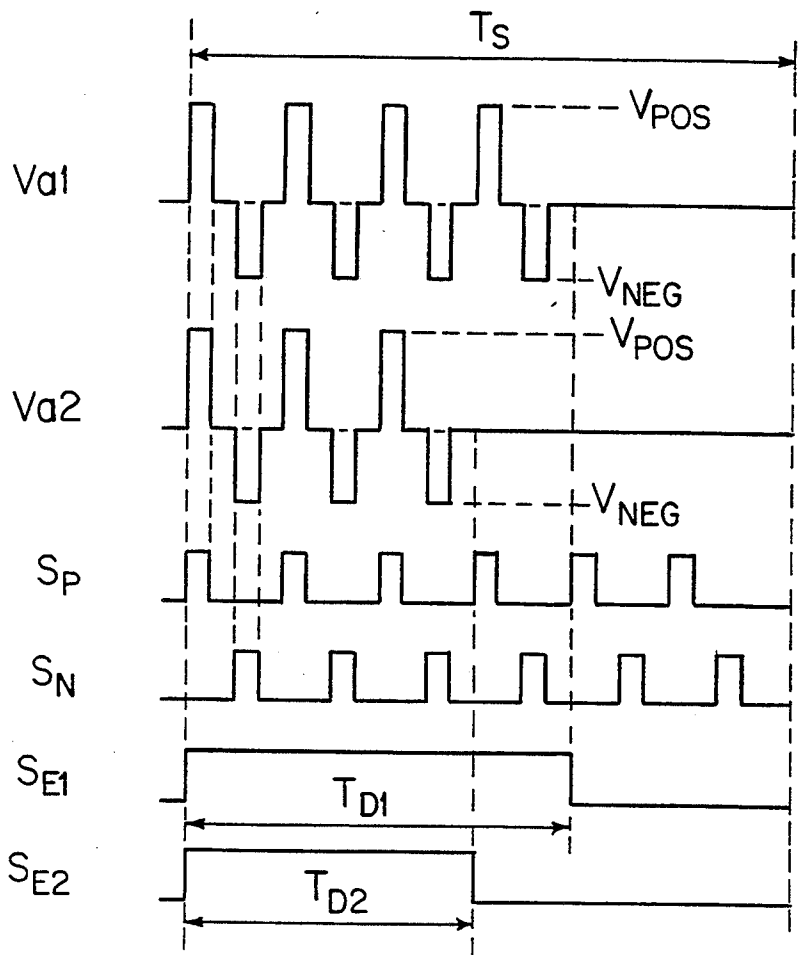 TS
VPOS
Va1
VNEG
VPOS
Va2
VNEG
SP
SN
SE1
TD1
SE2
TD2